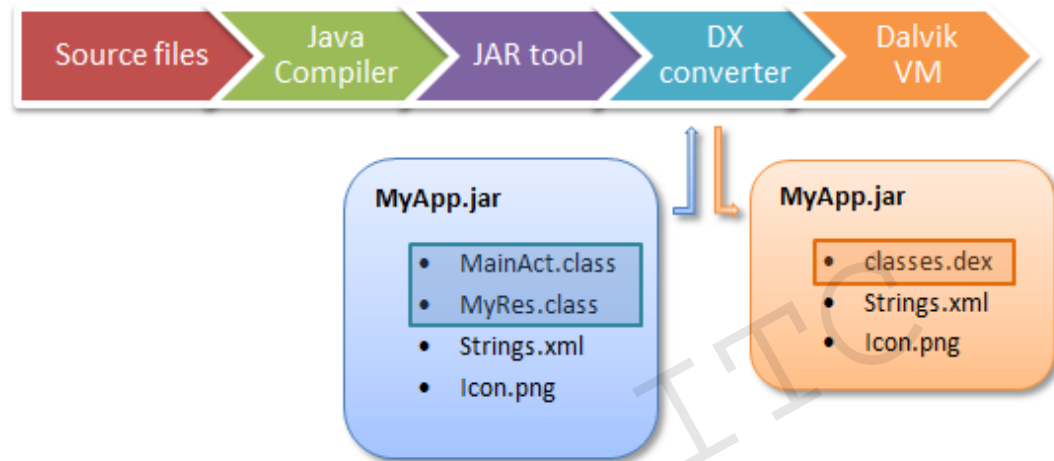 Source files
Java
Compiler
JAR tool
DX
converter
Dalvik
VM
MyApp.jar
• MainAct.class
• MyRes.class
• Strings.xml
• Icon.png
MyApp.jar
• classes.dex
• Strings.xml
• Icon.png
ITC